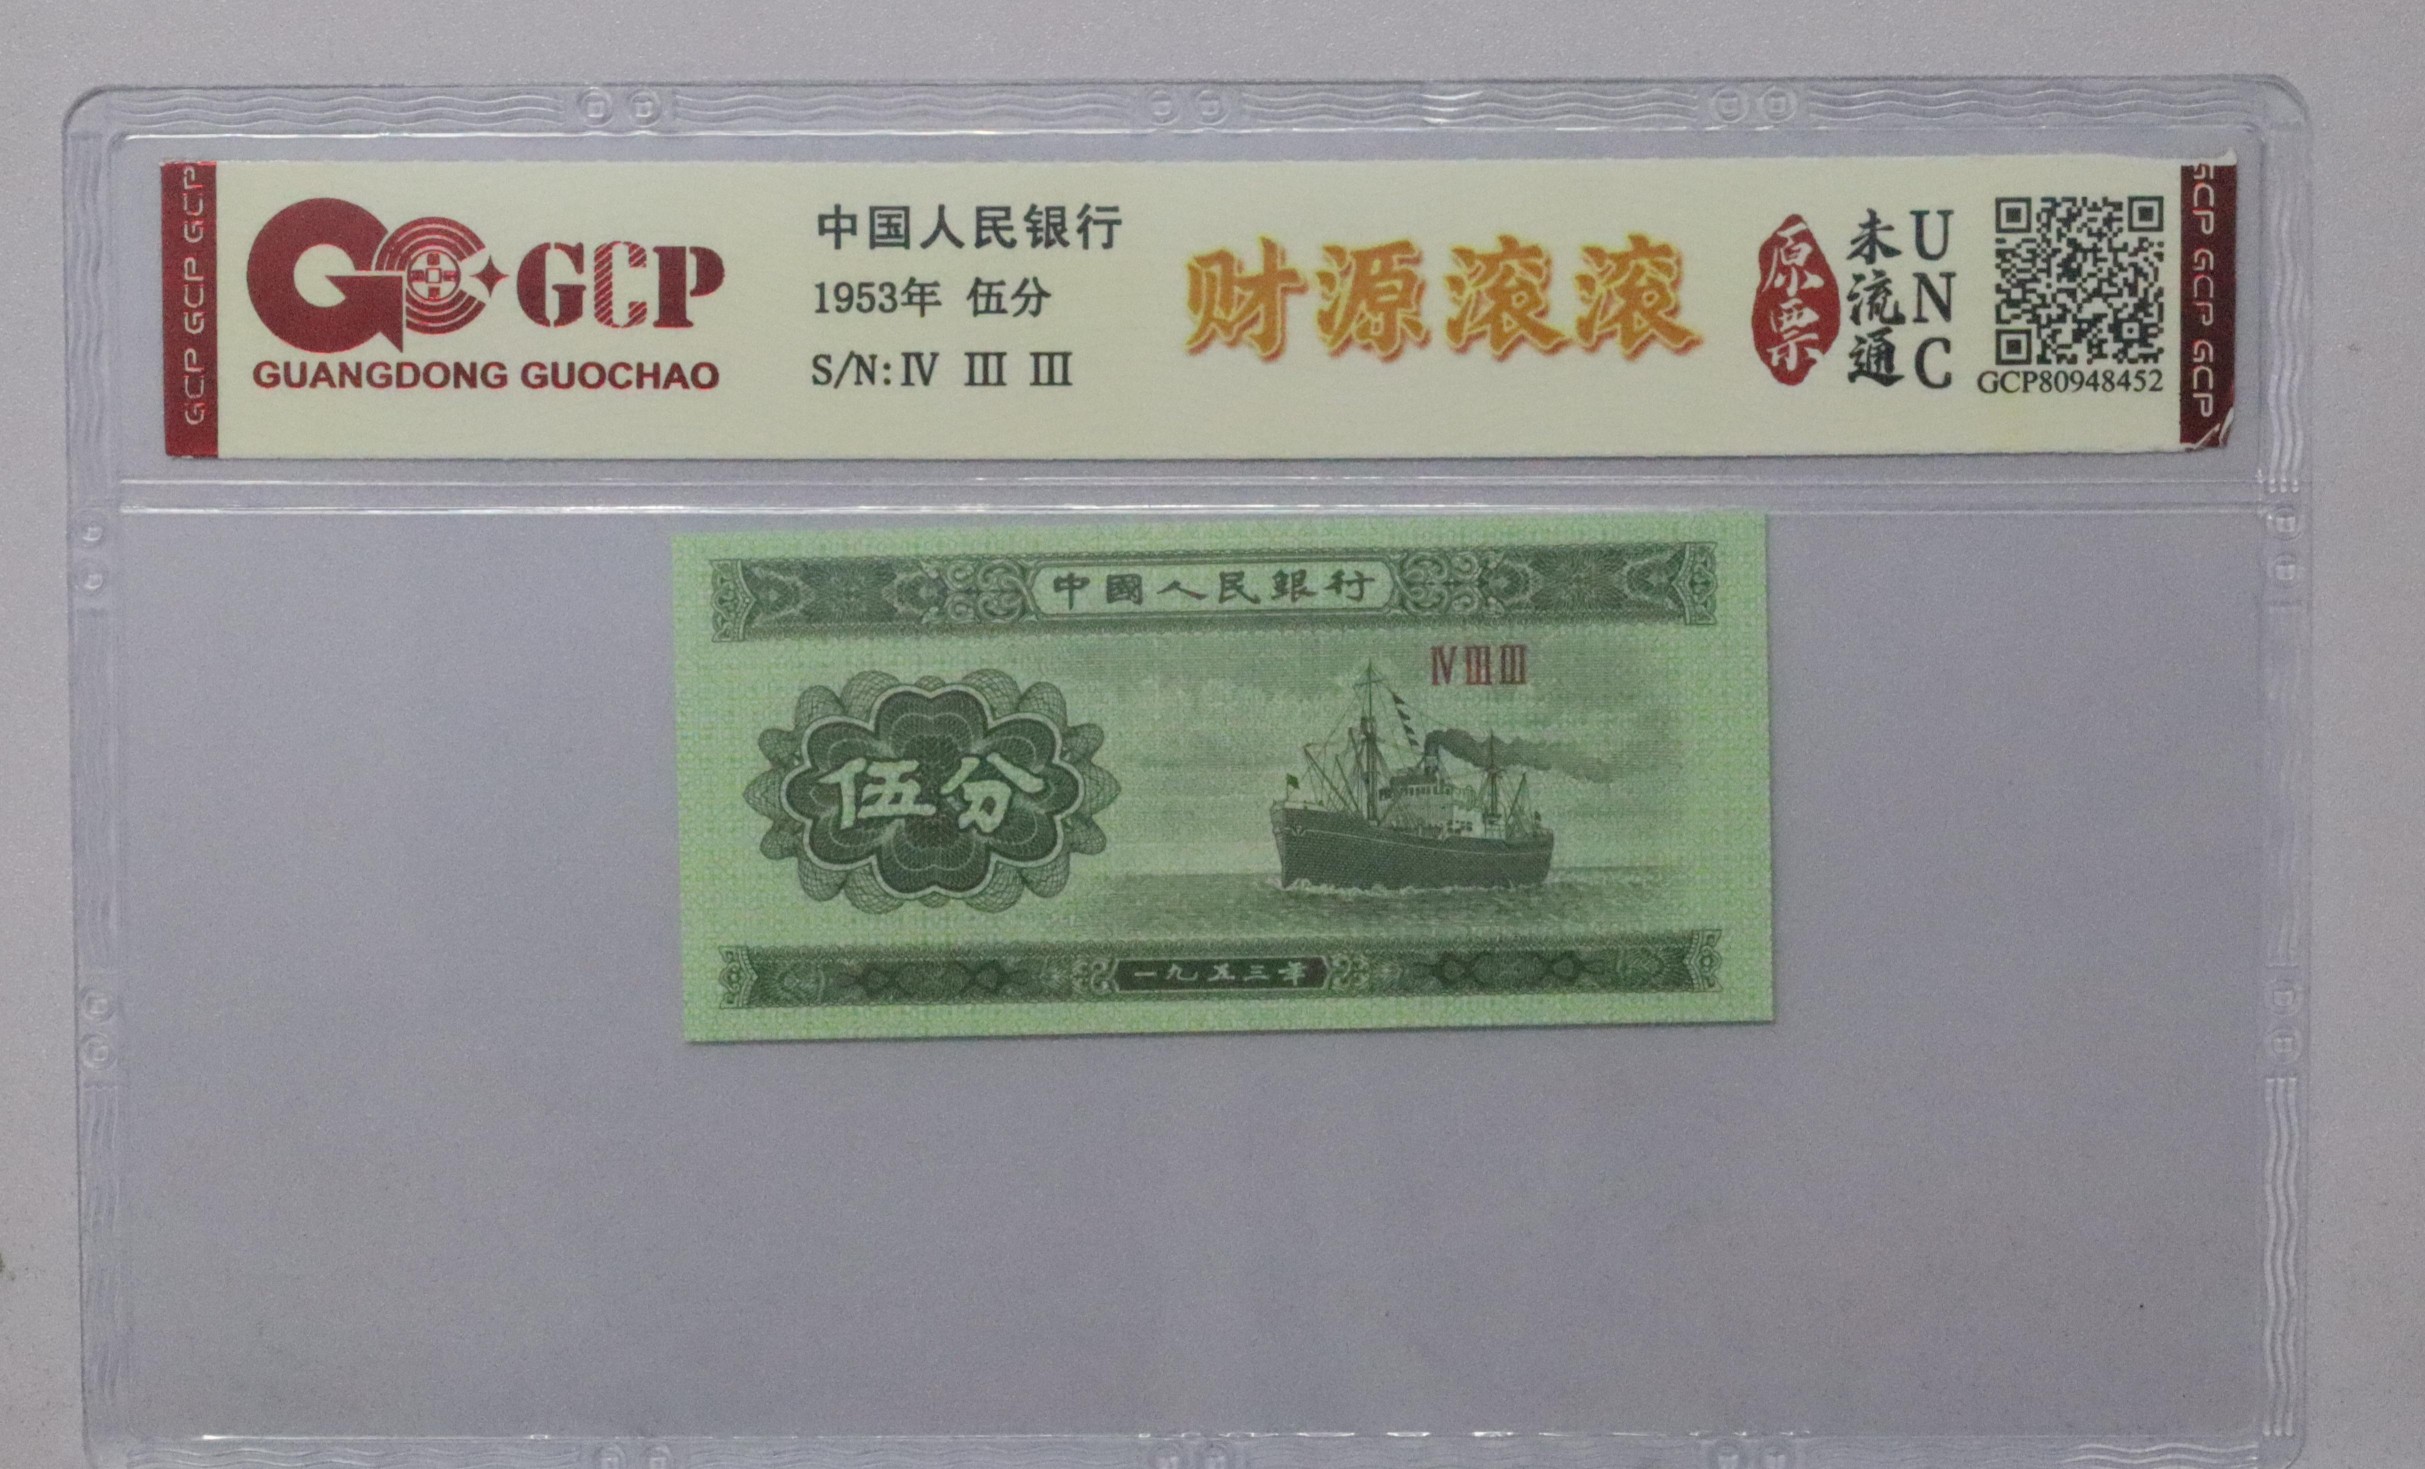 GCP GCP GCP
GCP
GUANGDONG GUOCHAO
中国人民银行
1953年 伍分
S/N: IV III III
财源滚滚
原票
未流通
UNC
GCP80948452
GCP GCP GCP
中國人民銀行
IV III III
伍分
一九五三年